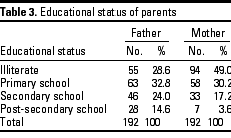 Table 3. Educational status of parents
Father Mother
Educational status No. % No. %
Illiterate 55 28.6 94 49.0
Primary school 63 32.8 58 30.2
Secondary school 46 24.0 33 17.2
Post-secondary school 28 14.6 7 3.6
Total 192 100 192 100